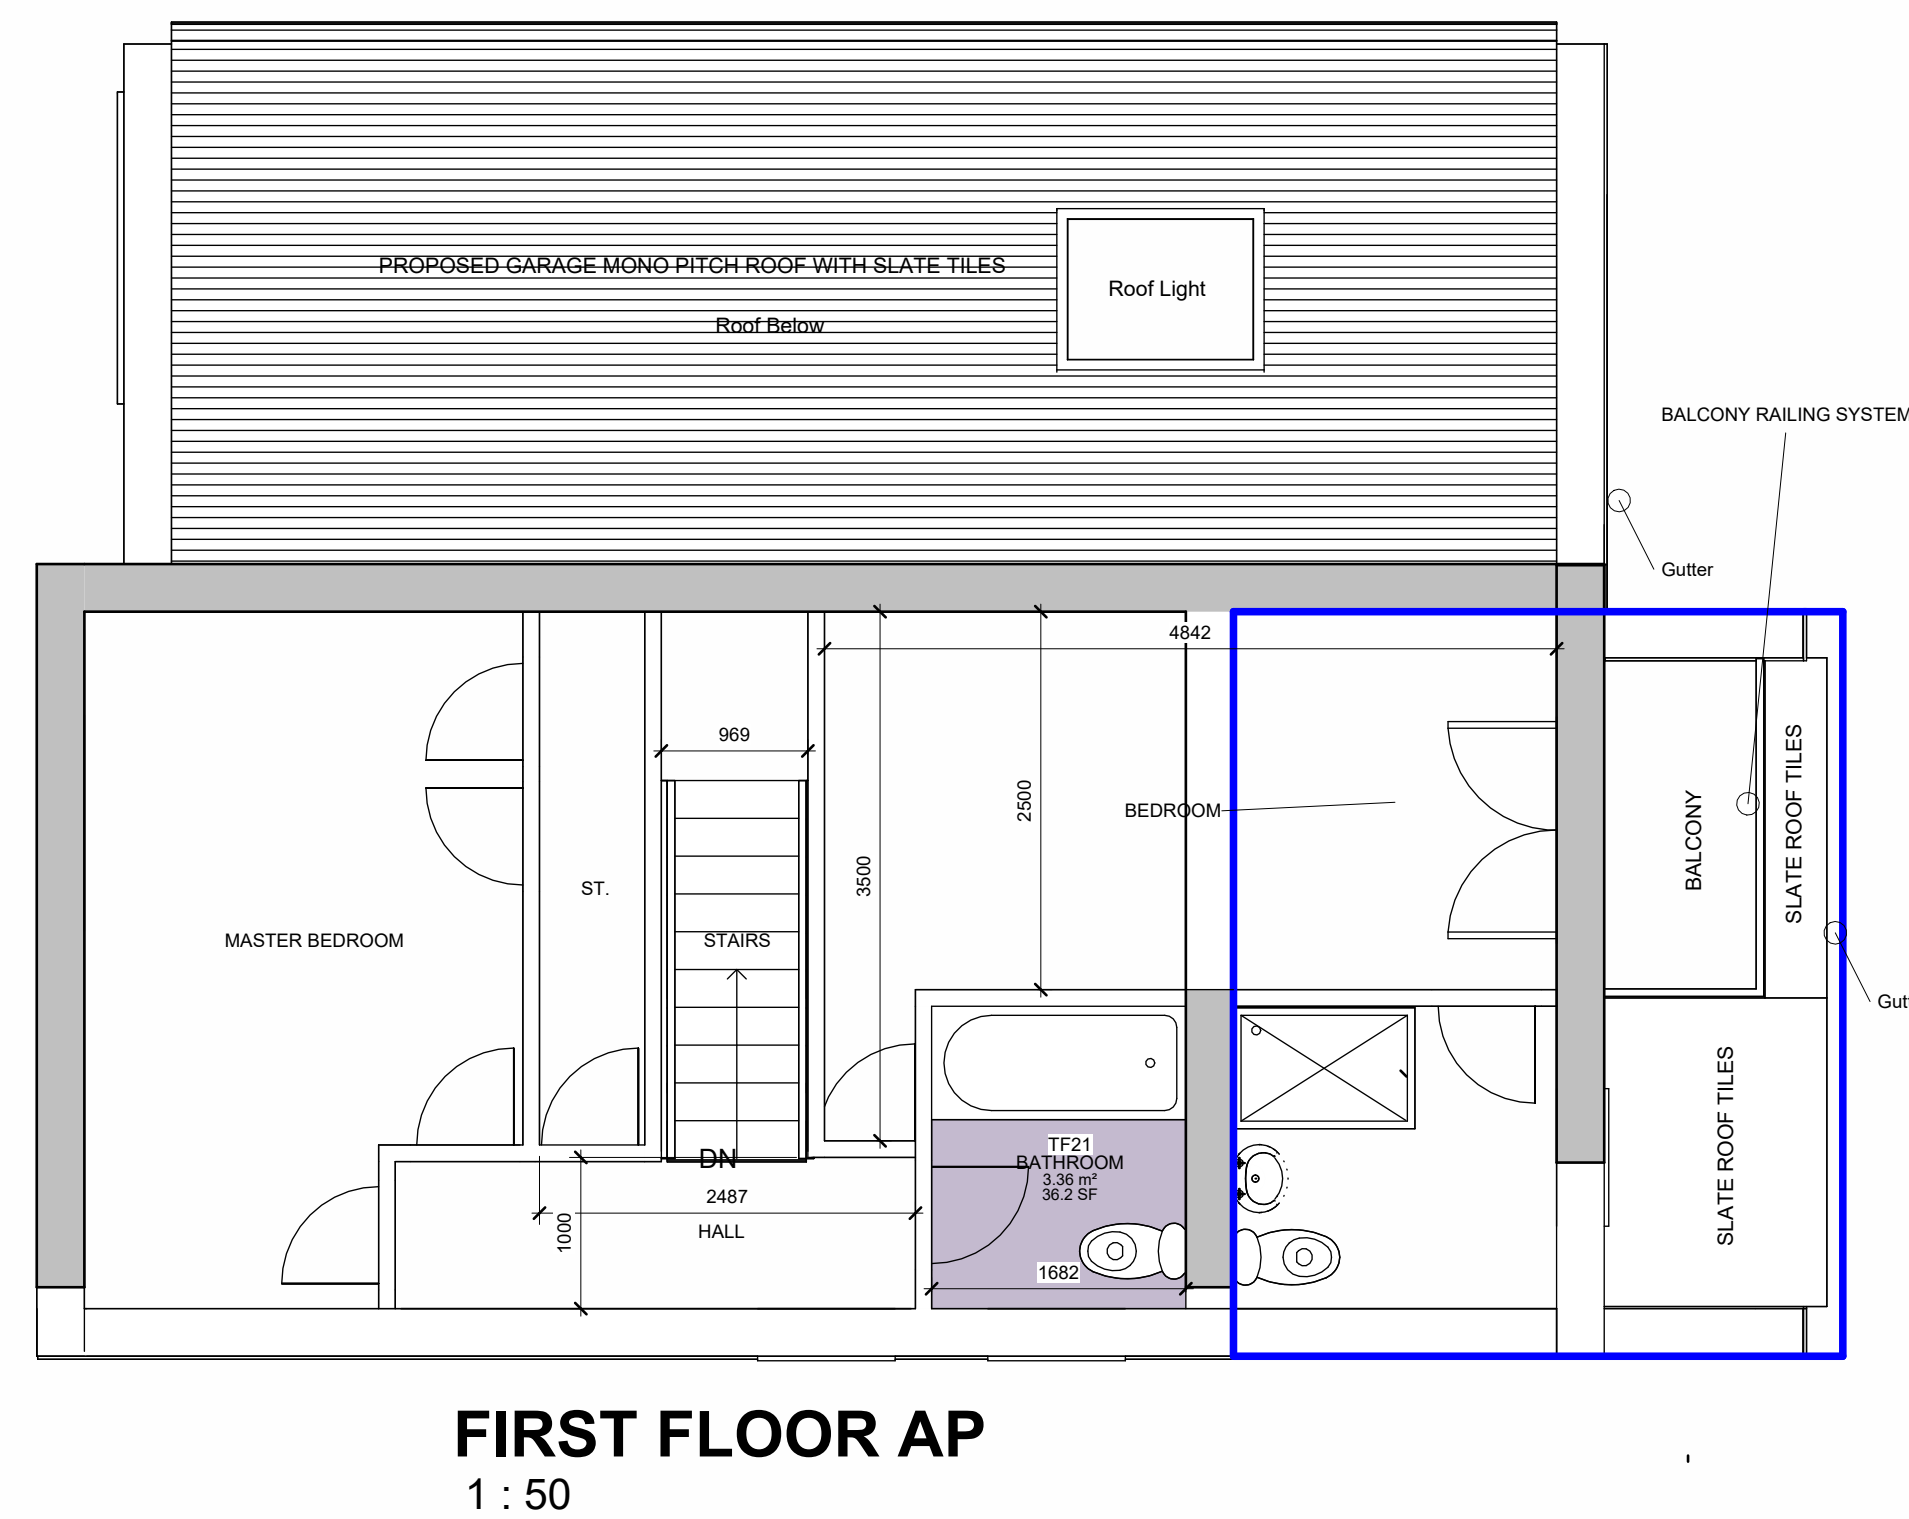 PROPOSED GARAGE MONO PITCH ROOF WITH SLATE TILES
Roof Below
Roof Light
BALCONY RAILING SYSTEM
Gutter
4842
969
2500
3500
BEDROOM
BALCONY
SLATE ROOF TILES
ST.
MASTER BEDROOM
STAIRS
Gut
SLATE ROOF TILES
DN
2487
HALL
1000
TF21
BATHROOM
3.36 m²
36.2 SF
1682
FIRST FLOOR AP
1 : 50